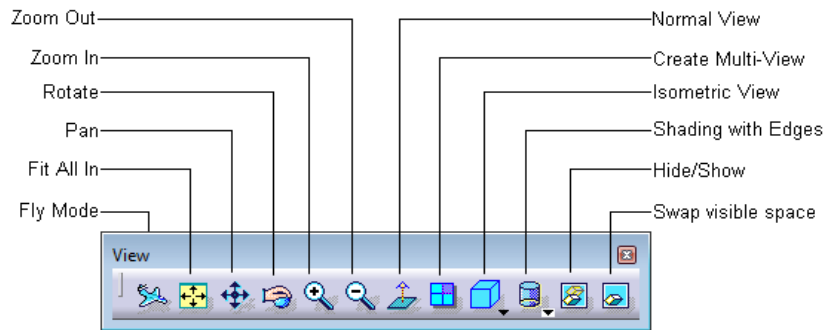 Zoom Out
Normal View
Zoom In
Create Multi-View
Rotate
Isometric View
Pan
Shading with Edges
Fit All In
Hide/Show
Fly Mode
Swap visible space
View